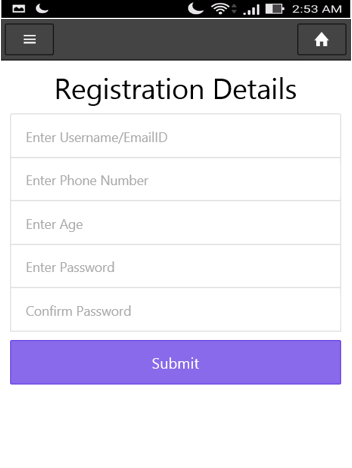 2:53 AM
Registration Details
Enter Username/EmailID
Enter Phone Number
Enter Age
Enter Password
Confirm Password
Submit